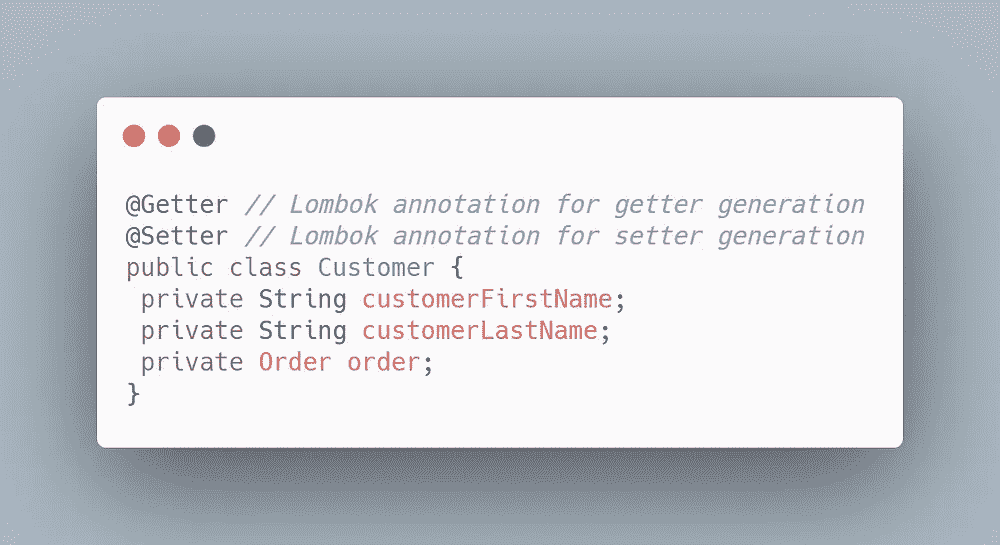 @Getter // Lombok annotation for getter generation
@Setter // Lombok annotation for setter generation
public class Customer {
 private String customerFirstName;
 private String customerLastName;
 private Order order;
}